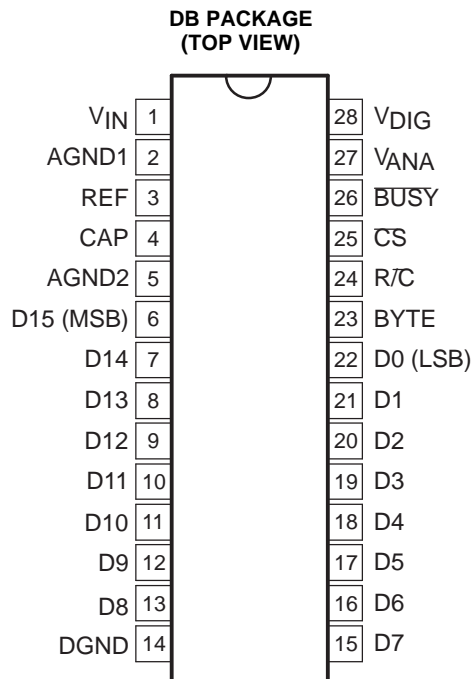 DB PACKAGE
(TOP VIEW)
VIN 1 28 VDIG
AGND1 2 27 VANA
REF 3 26 B̅U̅S̅Y̅
CAP 4 25 C̅S̅
AGND2 5 24 R/C̅
D15 (MSB) 6 23 BYTE
D14 7 22 D0 (LSB)
D13 8 21 D1
D12 9 20 D2
D11 10 19 D3
D10 11 18 D4
D9 12 17 D5
D8 13 16 D6
DGND 14 15 D7